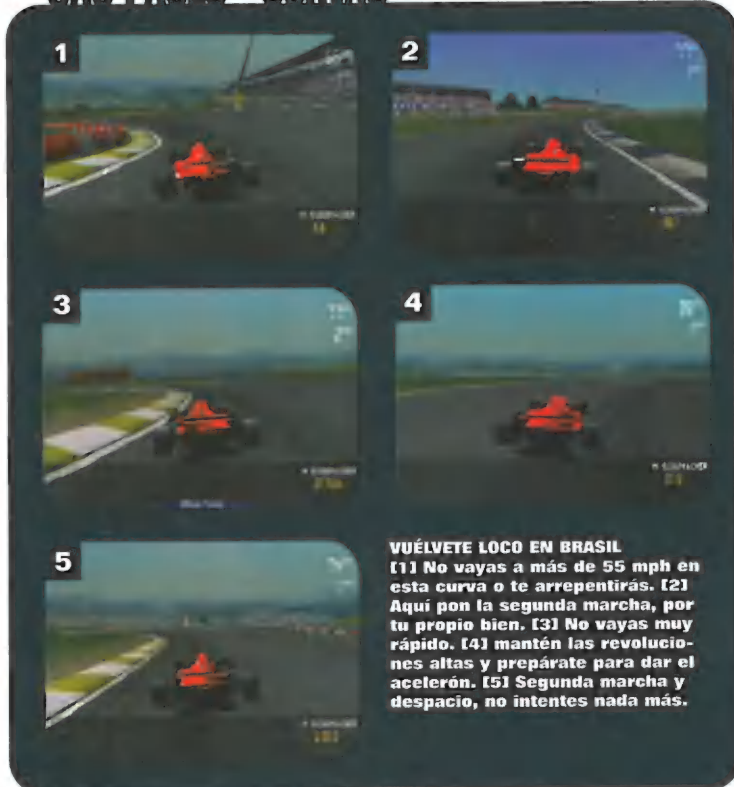 1
2
3
4
5
VUÉLVETE LOCO EN BRASIL
[1] No vayas a más de 55 mph en
esta curva o te arrepentirás. [2]
Aquí pon la segunda marcha, por
tu propio bien. [3] No vayas muy
rápido. [4] mantén las revolucio-
nes altas y prepárate para dar el
acelerón. [5] Segunda marcha y
despacio, no intentes nada más.